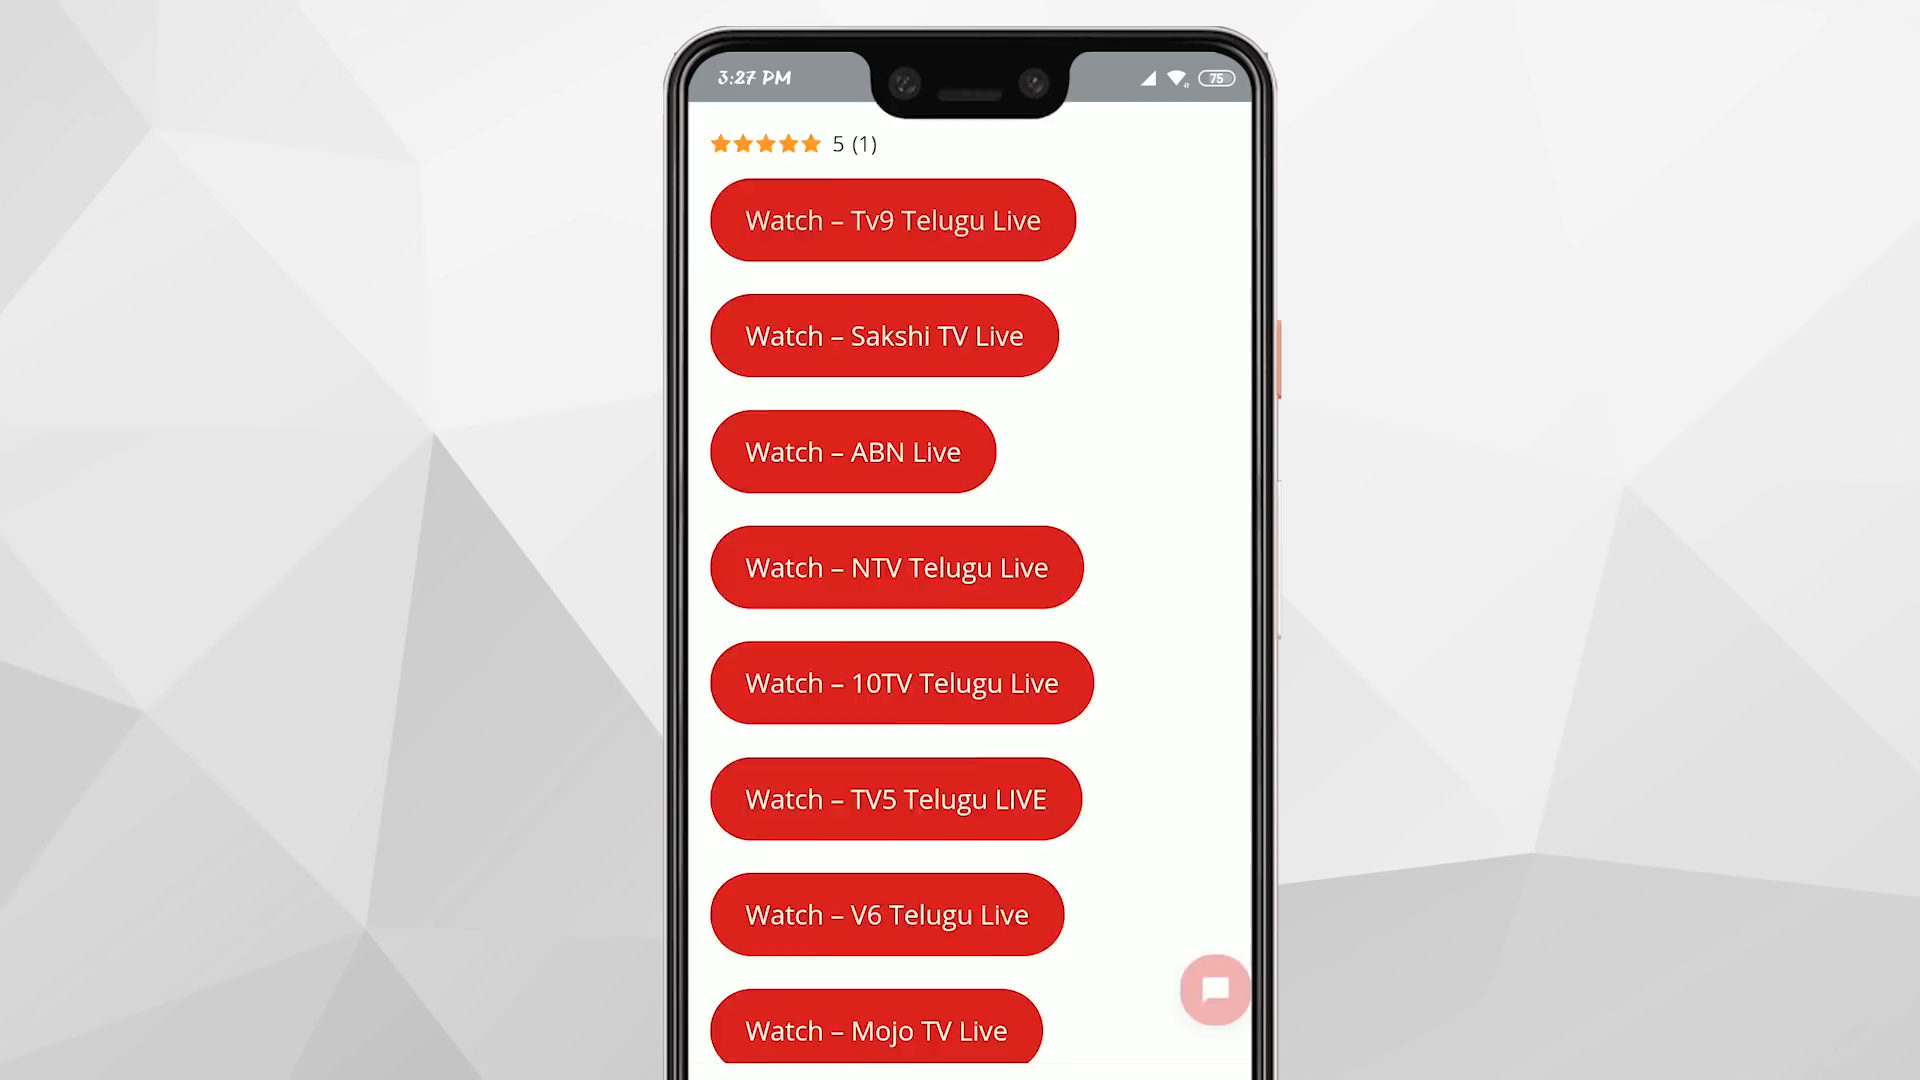 3:27 PM
75
5 (1)
Watch – Tv9 Telugu Live
Watch – Sakshi TV Live
Watch – ABN Live
Watch – NTV Telugu Live
Watch – 10TV Telugu Live
Watch – TV5 Telugu LIVE
Watch – V6 Telugu Live
Watch – Mojo TV Live